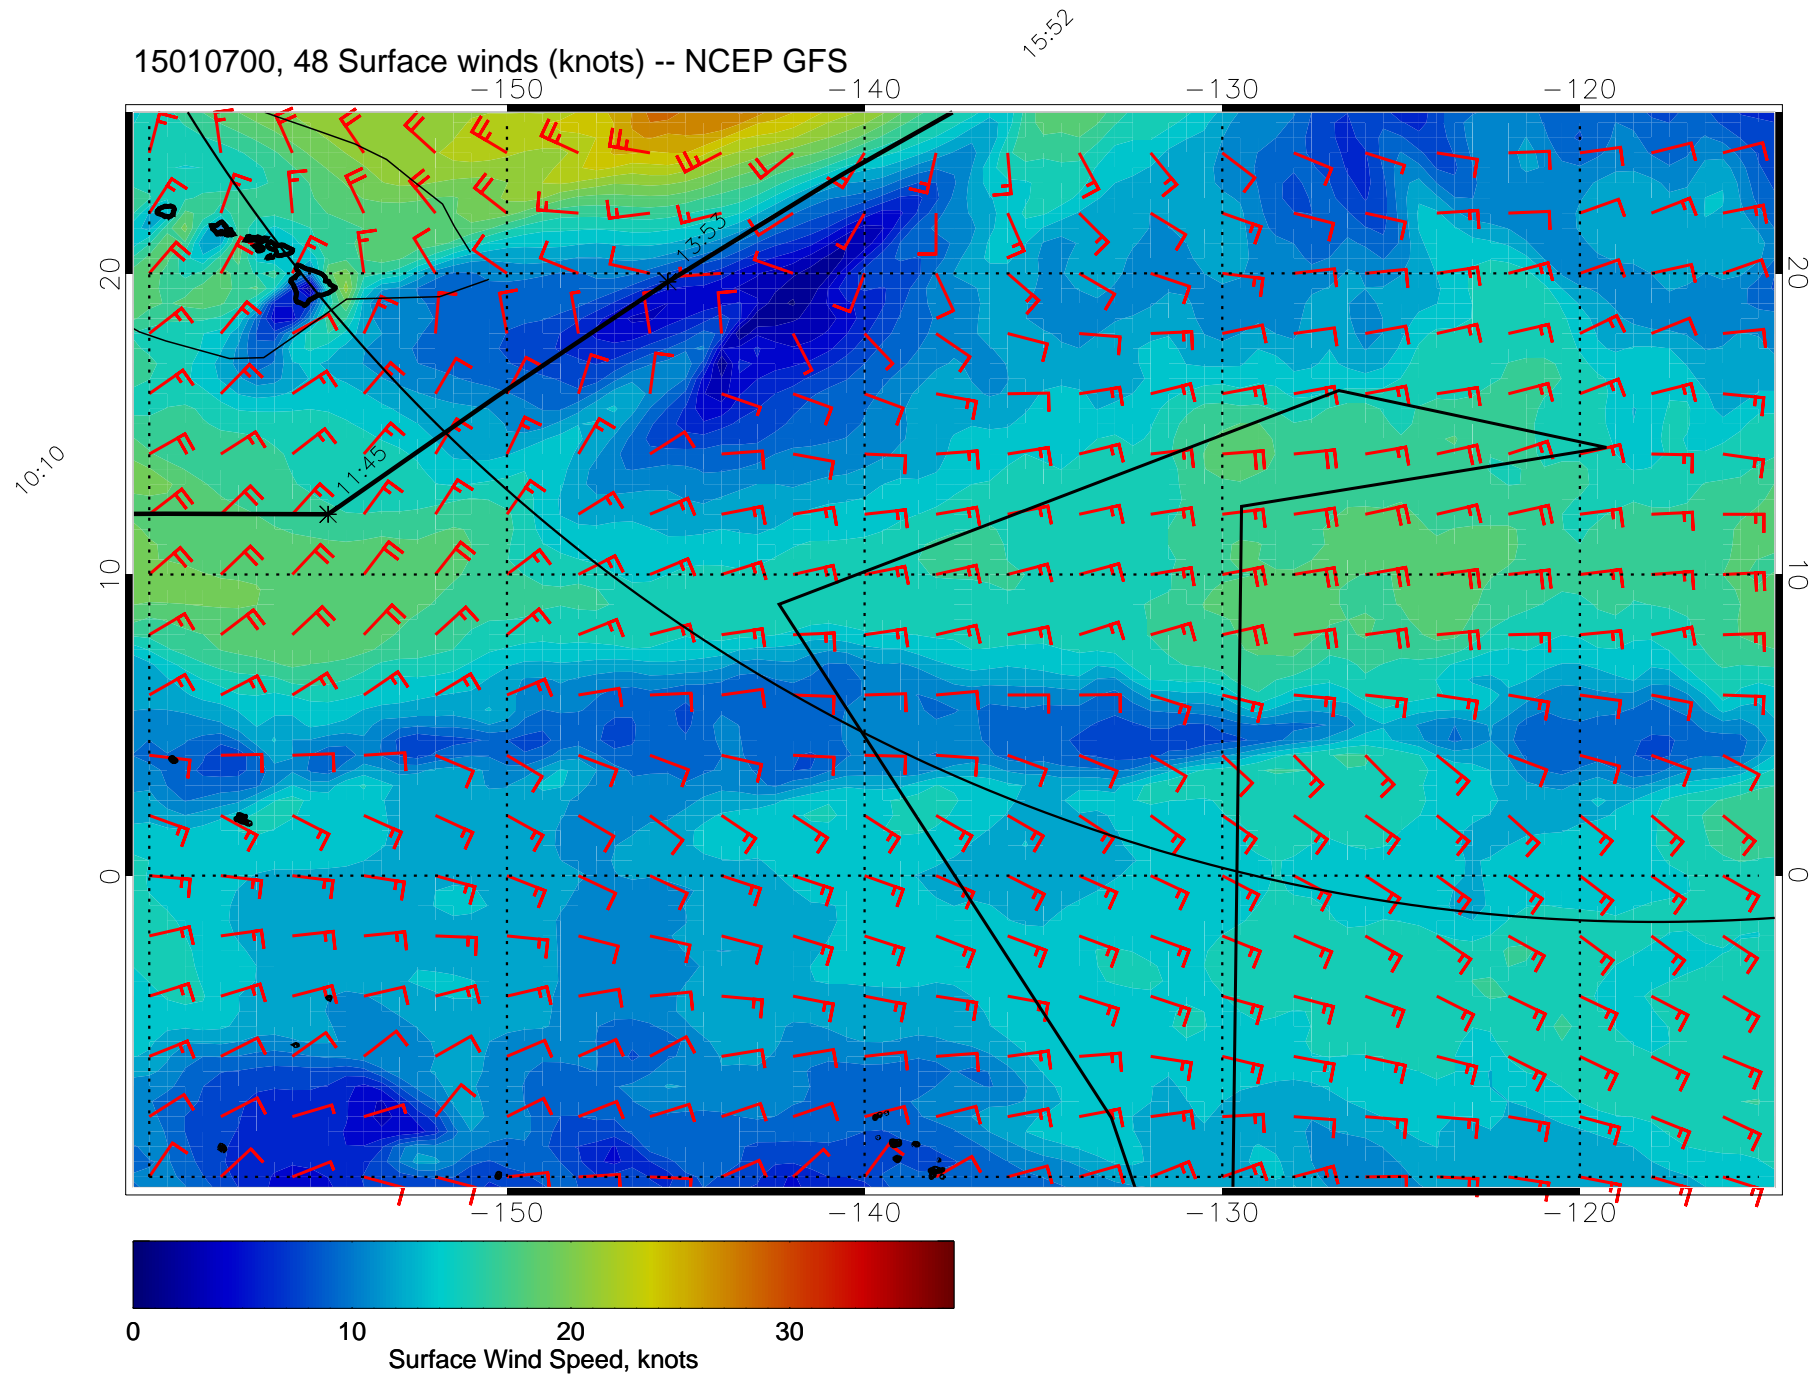 15:52
15010700, 48 Surface winds (knots) -- NCEP GFS
-150 -140 -130 -120
13:53
20 20
11:45
10:10
10 10
0 0
-150 -140 -130 -120
0 10 20 30
Surface Wind Speed, knots